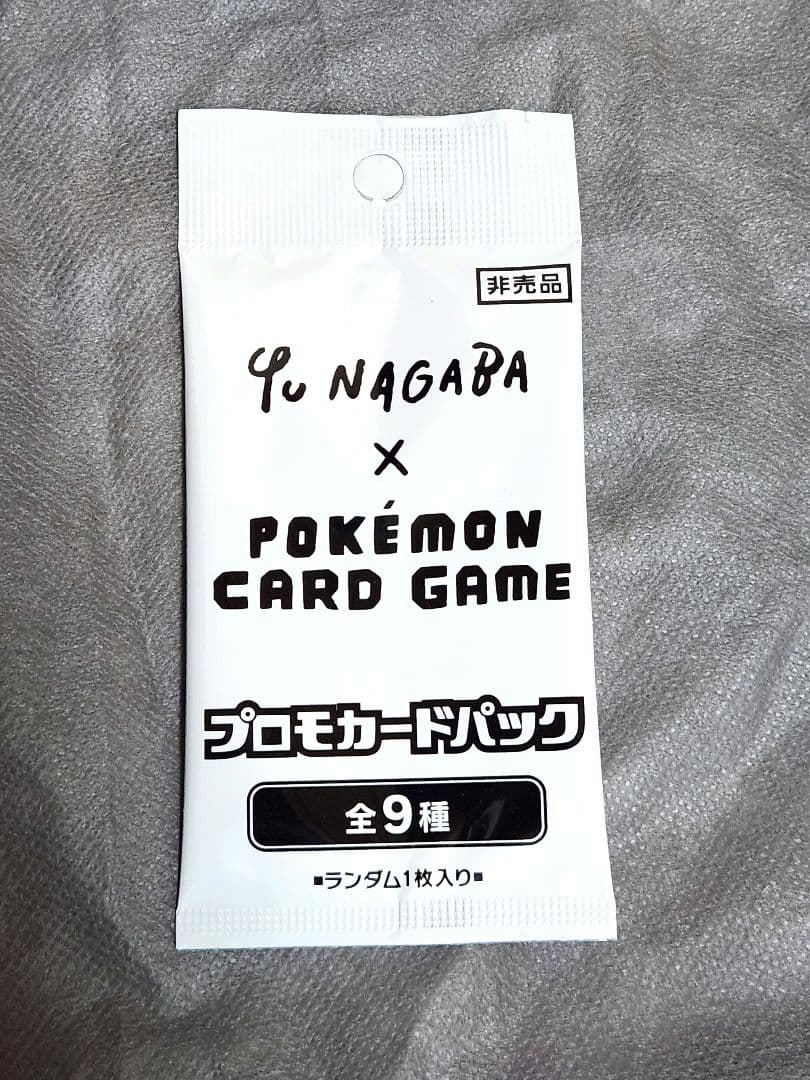 非売品
Yu NAGABA
×
POKÉMON
CARD GAME
プロモカードパック
全9種
■ランダム1枚入り■